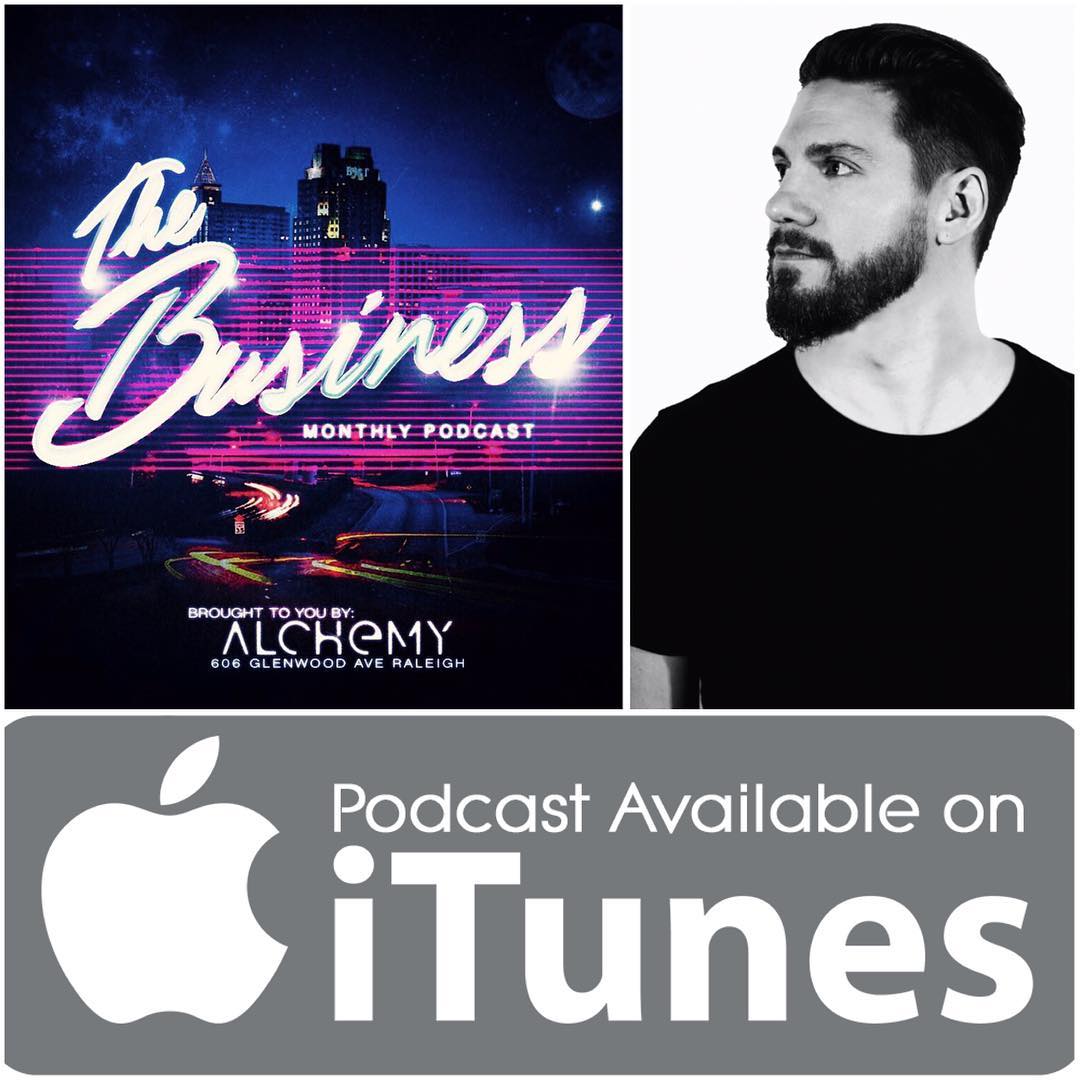 The
Business
MONTHLY PODCAST
BROUGHT TO YOU BY:
ALCHEMY
606 GLENWOOD AVE RALEIGH
Podcast Available on
iTunes